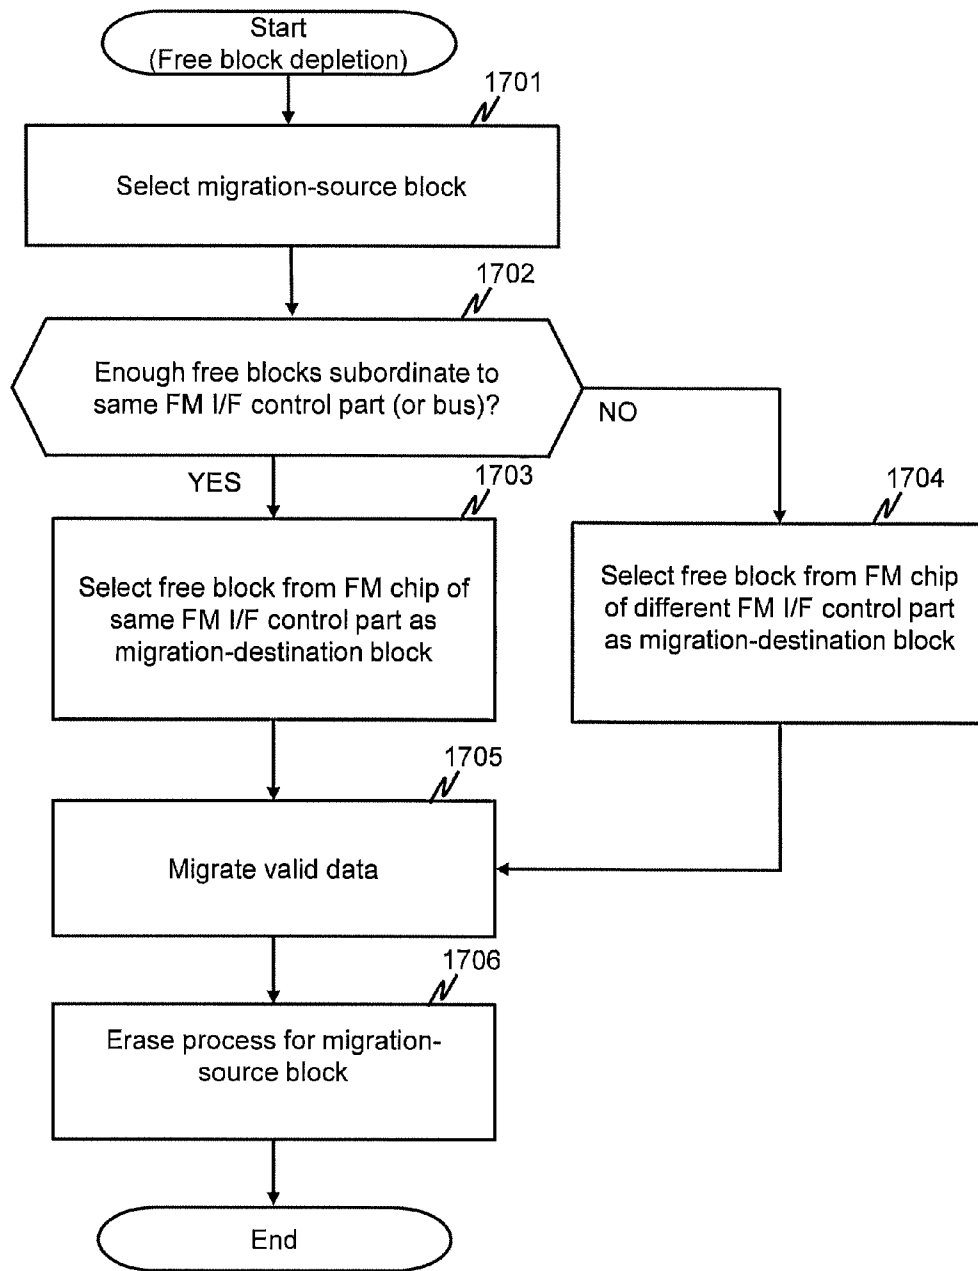 Start
(Free block depletion)
1701
Select migration-source block
1702
Enough free blocks subordinate to
same FM I/F control part (or bus)?
NO
YES
1703
1704
Select free block from FM chip of
same FM I/F control part as
migration-destination block
Select free block from FM chip
of different FM I/F control part
as migration-destination block
1705
Migrate valid data
1706
Erase process for migration-
source block
End